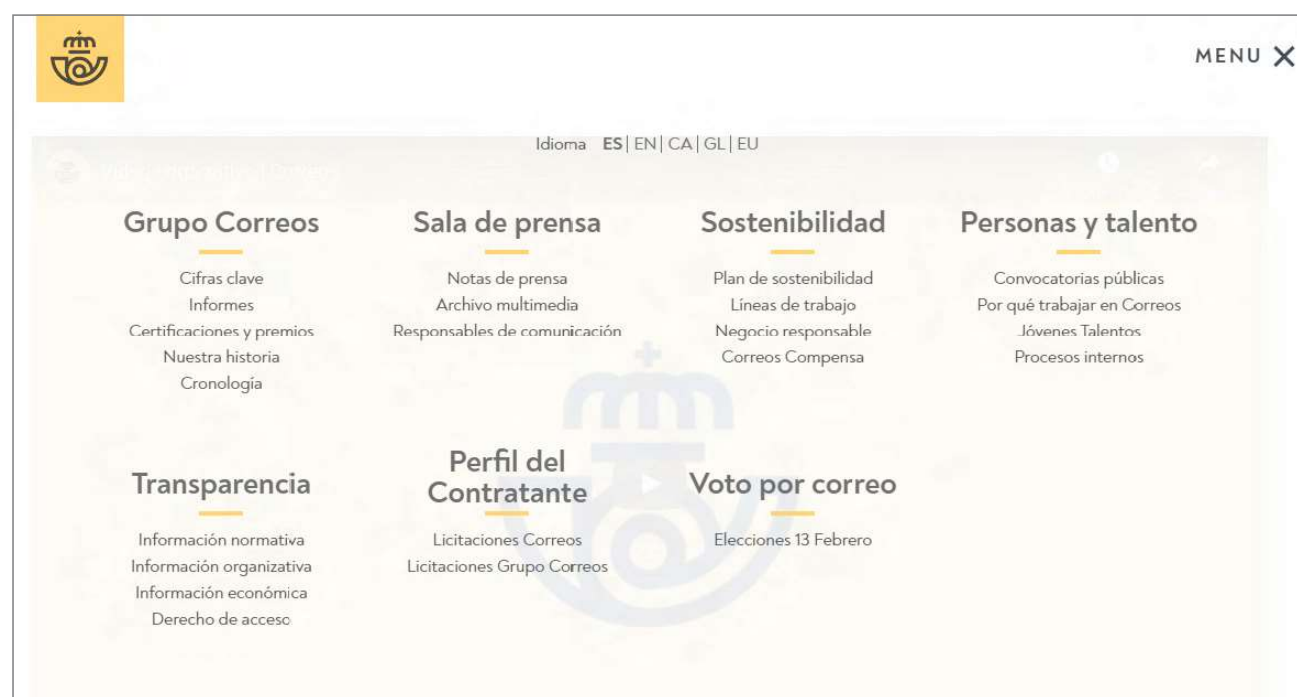 MENU
Idioma ES | EN | CA | GL | EU
Grupo Correos
Cifras clave
Informes
Certificaciones y premios
Nuestra historia
Cronología
Sala de prensa
Notas de prensa
Archivo multimedia
Responsables de comunicación
Sostenibilidad
Plan de sostenibilidad
Líneas de trabajo
Negocio responsable
Correos Compensa
Personas y talento
Convocatorias públicas
Por qué trabajar en Correos
Jóvenes Talentos
Procesos internos
Transparencia
Información normativa
Información organizativa
Información económica
Derecho de acceso
Perfil del
Contratante
Licitaciones Correos
Licitaciones Grupo Correos
Voto por correo
Elecciones 13 Febrero